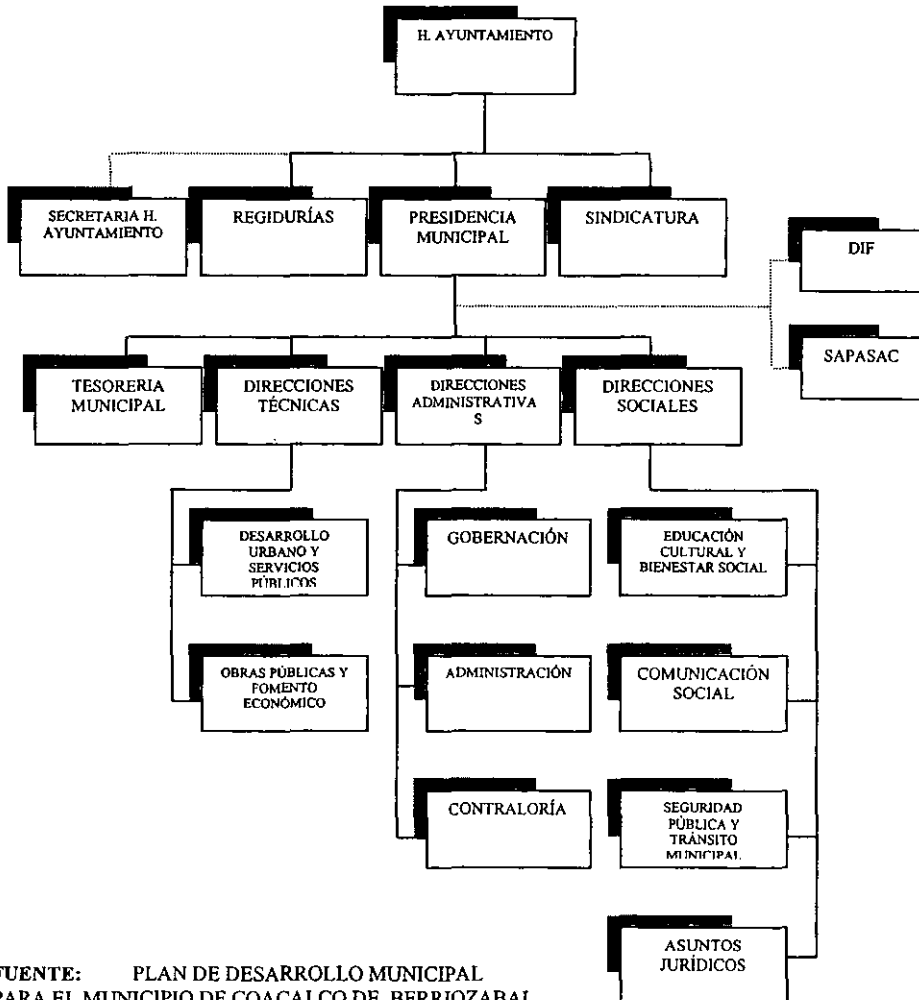 H. AYUNTAMIENTO
SECRETARIA H.
AYUNTAMIENTO
REGIDURÍAS
PRESIDENCIA
MUNICIPAL
SINDICATURA
DIF
SAPASAC
TESORERIA
MUNICIPAL
DIRECCIONES
TÉCNICAS
DIRECCIONES
ADMINISTRATIVA
S
DIRECCIONES
SOCIALES
DESARROLLO
URBANO Y
SERVICIOS
PÚBLICOS
OBRAS PÚBLICAS Y
FOMENTO
ECONÓMICO
GOBERNACIÓN
ADMINISTRACIÓN
CONTRALORÍA
EDUCACIÓN
CULTURAL Y
BIENESTAR SOCIAL
COMUNICACIÓN
SOCIAL
SEGURIDAD
PÚBLICA Y
TRÁNSITO
MUNICIPAL
ASUNTOS
JURÍDICOS
FUENTE: PLAN DE DESARROLLO MUNICIPAL
PARA EL MUNICIPIO DE COACALCO DE BERRIOZABAL